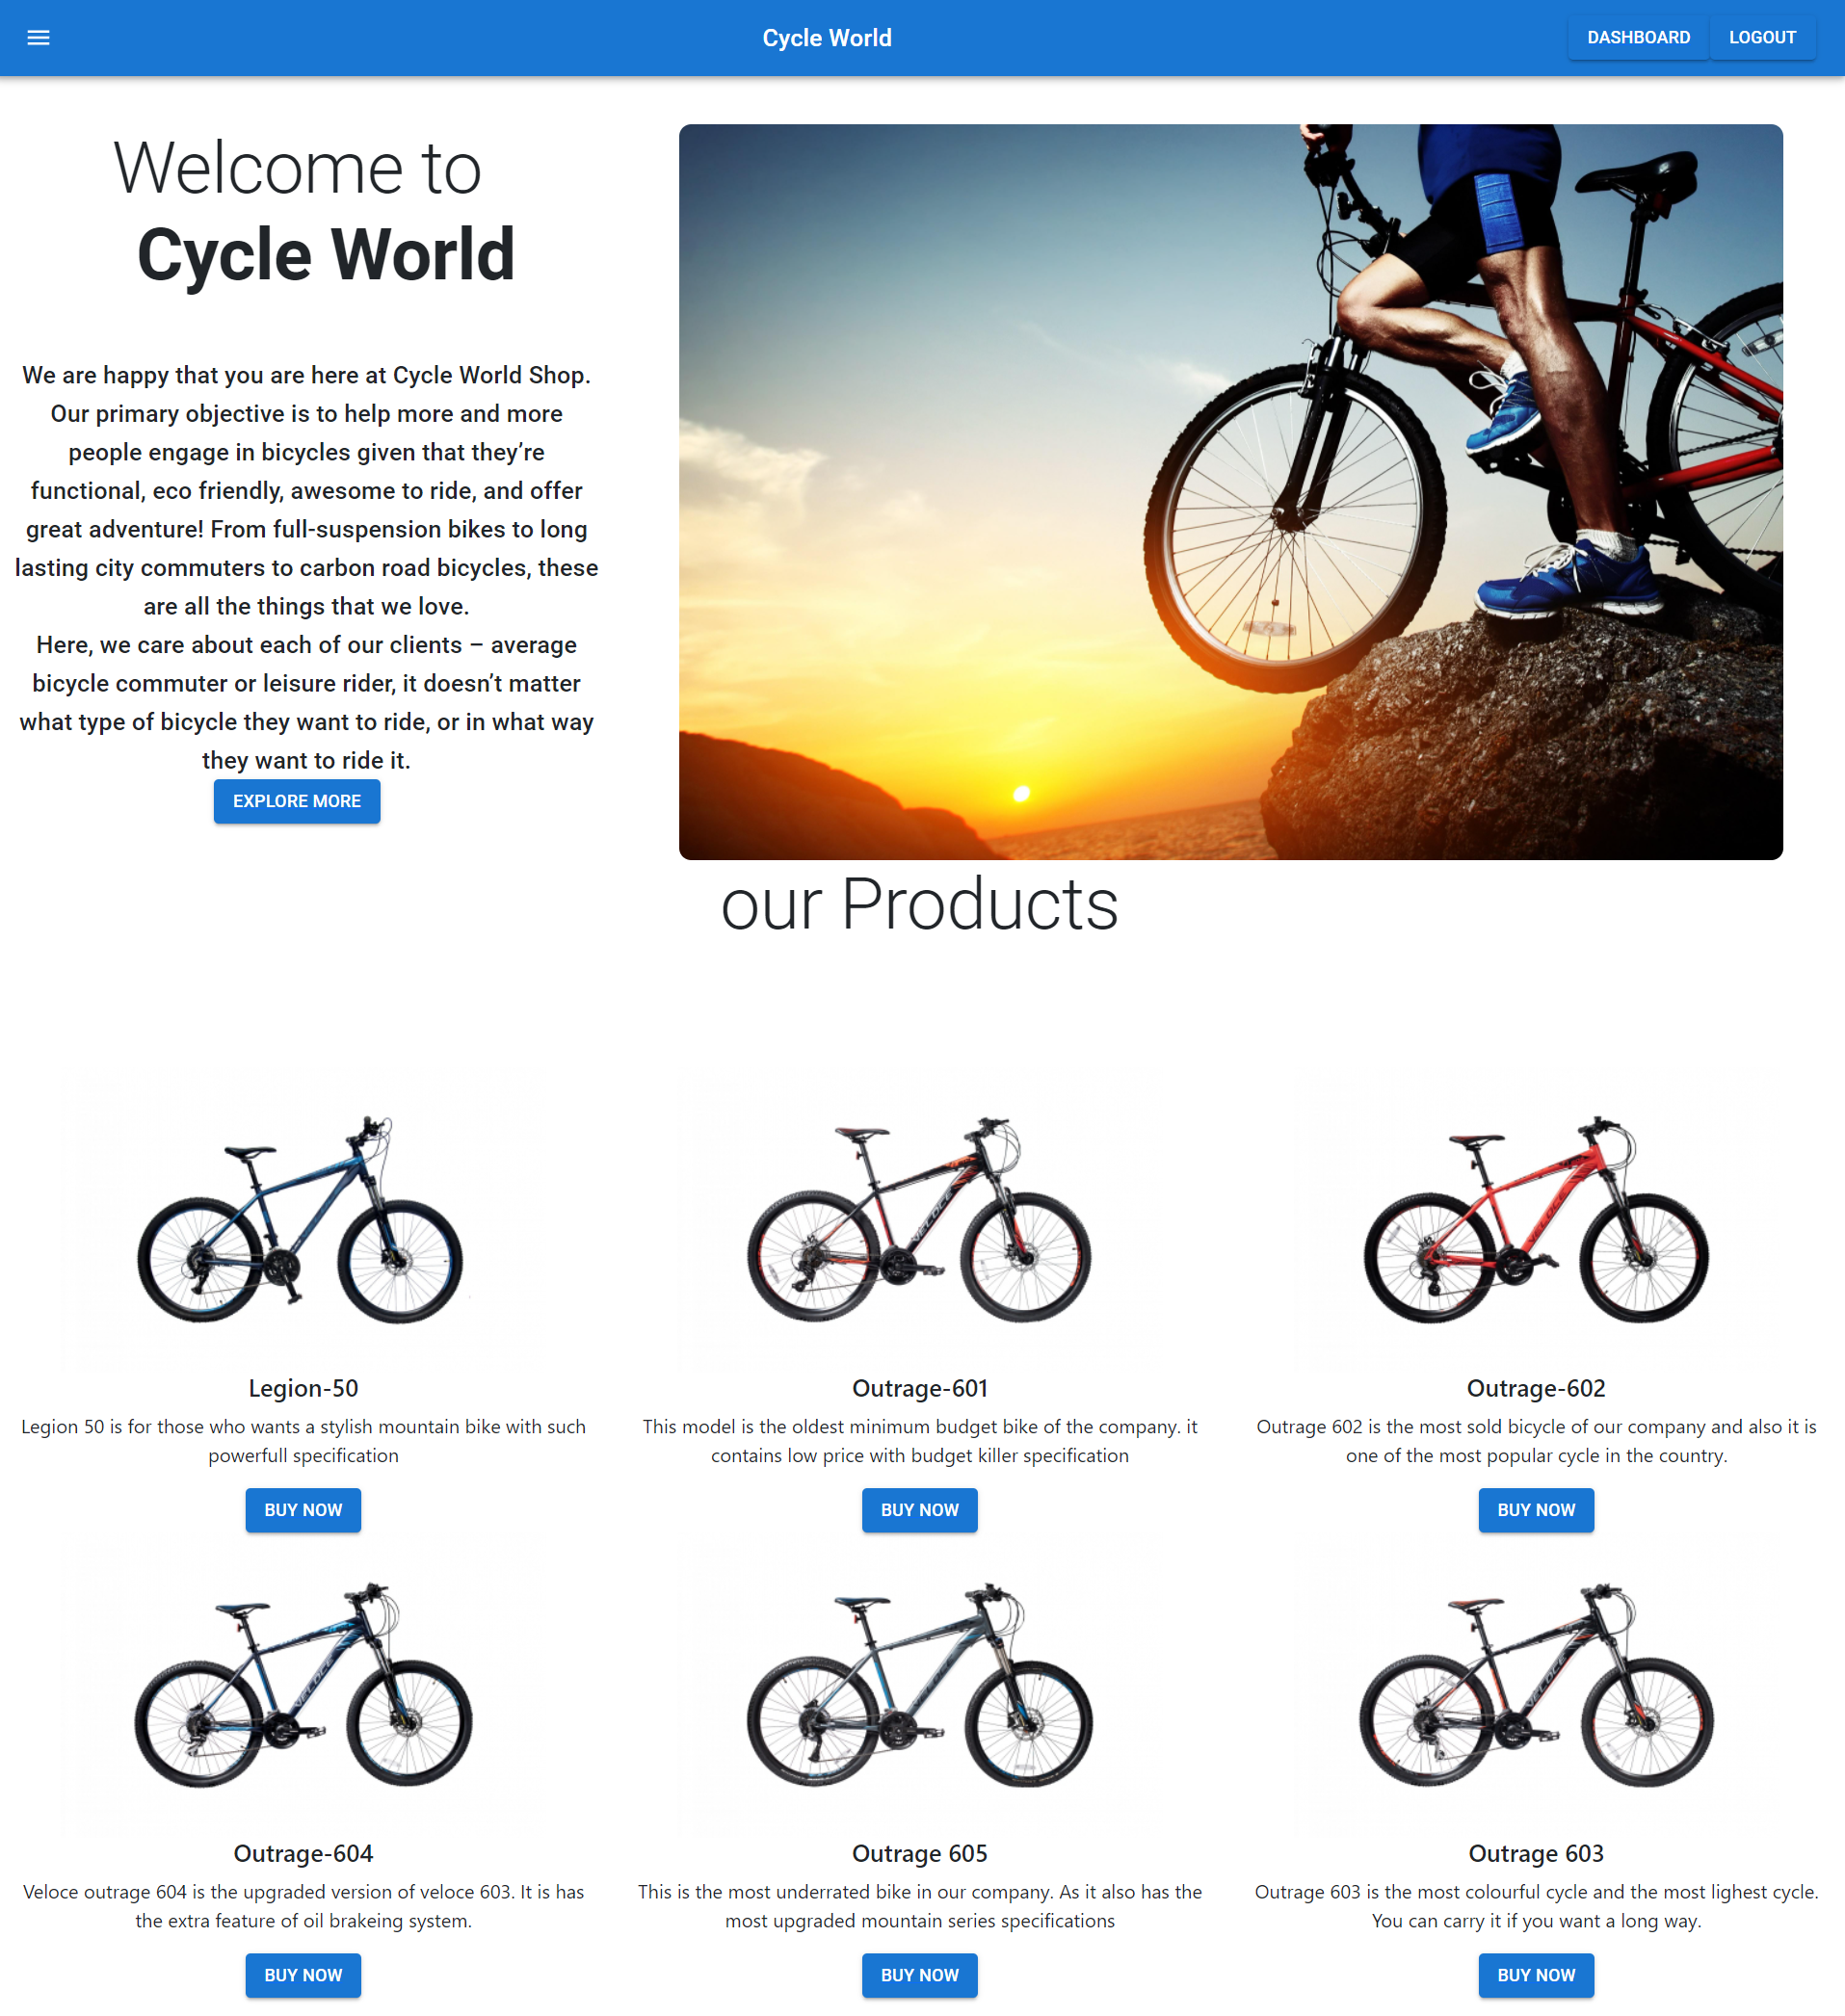 Cycle World
DASHBOARD
LOGOUT
Welcome to
Cycle World
We are happy that you are here at Cycle World Shop.
Our primary objective is to help more and more
people engage in bicycles given that they’re
functional, eco friendly, awesome to ride, and offer
great adventure! From full-suspension bikes to long
lasting city commuters to carbon road bicycles, these
are all the things that we love.
Here, we care about each of our clients – average
bicycle commuter or leisure rider, it doesn’t matter
what type of bicycle they want to ride, or in what way
they want to ride it.
EXPLORE MORE
our Products
VELOCE
VELOCE
Legion-50
Legion 50 is for those who wants a stylish mountain bike with such
powerfull specification
BUY NOW
Outrage-601
This model is the oldest minimum budget bike of the company. it
contains low price with budget killer specification
BUY NOW
Outrage-602
Outrage 602 is the most sold bicycle of our company and also it is
one of the most popular cycle in the country.
BUY NOW
VELOCE
VELOCE
VELOCE
Outrage-604
Veloce outrage 604 is the upgraded version of veloce 603. It is has
the extra feature of oil brakeing system.
BUY NOW
Outrage 605
This is the most underrated bike in our company. As it also has the
most upgraded mountain series specifications
BUY NOW
Outrage 603
Outrage 603 is the most colourful cycle and the most lighest cycle.
You can carry it if you want a long way.
BUY NOW